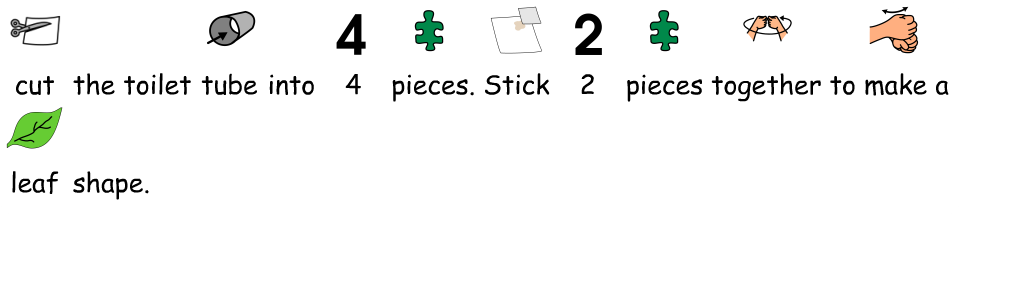 4 2
cut the toilet tube into 4 pieces. Stick 2 pieces together to make a
leaf shape.